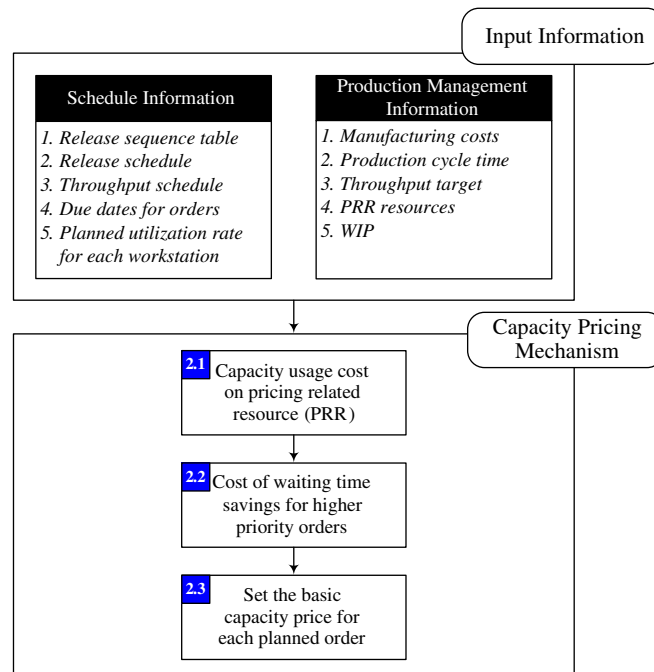 Input Information
Schedule Information
1. Release sequence table
2. Release schedule
3. Throughput schedule
4. Due dates for orders
5. Planned utilization rate
for each workstation
Production Management
Information
1. Manufacturing costs
2. Production cycle time
3. Throughput target
4. PRR resources
5. WIP
Capacity Pricing
Mechanism
2.1
Capacity usage cost
on pricing related
resource (PRR)
2.2
Cost of waiting time
savings for higher
priority orders
2.3
Set the basic
capacity price for
each planned order